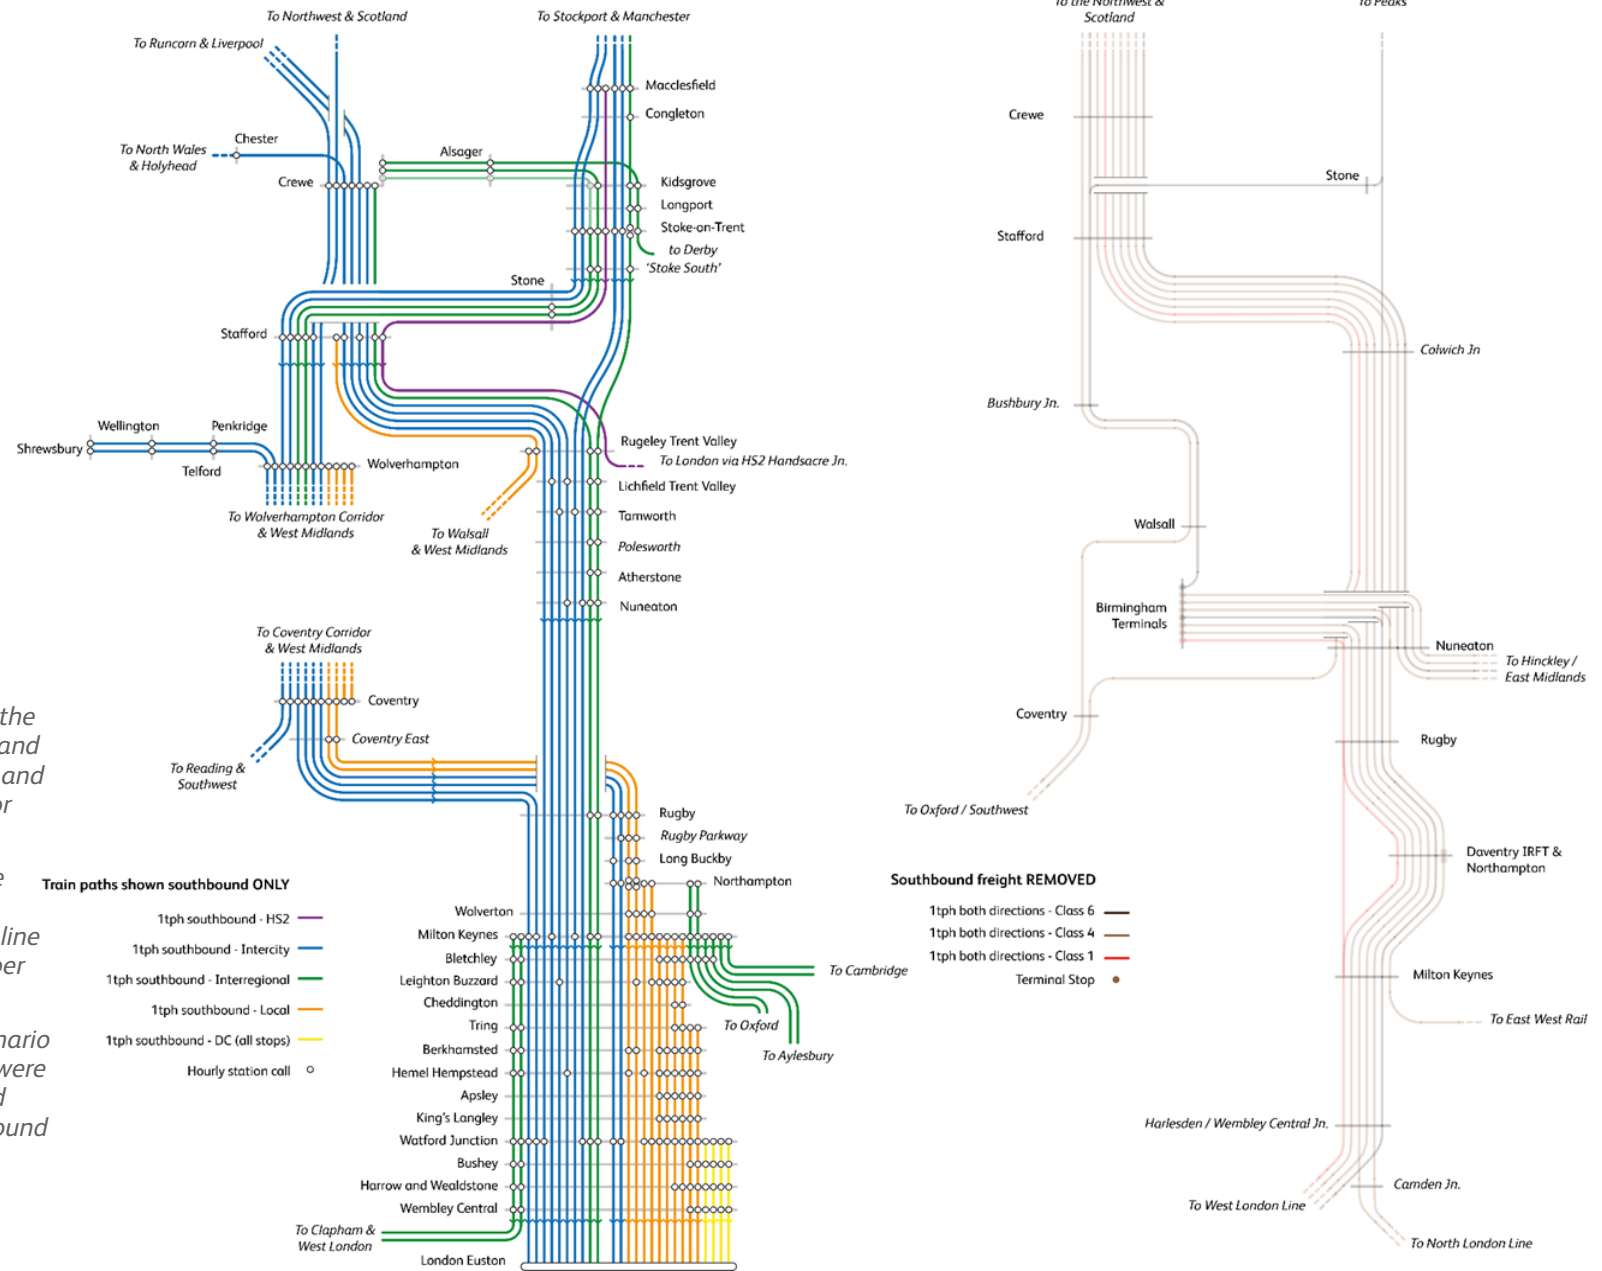 To Northwest & Scotland
To Stockport & Manchester
To Runcorn & Liverpool
Macclesfield
Congleton
Chester
To North Wales
& Holyhead
Alsager
Crewe
Kidsgrove
Longport
Stoke-on-Trent
to Derby
'Stoke South'
Stone
Stafford
Wellington
Penkridge
Shrewsbury
Telford
Wolverhampton
Rugeley Trent Valley
To London via HS2 Handsacre Jn.
Lichfield Trent Valley
To Wolverhampton Corridor
& West Midlands
To Walsall
& West Midlands
Tamworth
Polesworth
Atherstone
Nuneaton
To Coventry Corridor
& West Midlands
Coventry
Coventry East
To Reading &
Southwest
Rugby
Rugby Parkway
Long Buckby
Northampton
Wolverton
Milton Keynes
Bletchley
Leighton Buzzard
Cheddington
Tring
Berkhamsted
Hemel Hempstead
Apsley
King's Langley
Watford Junction
Bushey
Harrow and Wealdstone
Wembley Central
To Clapham &
West London
London Euston
To Cambridge
To Oxford
To Aylesbury
the
and
and
or
e
line
per
nario
were
d
ound
Train paths shown southbound ONLY
1tph southbound - HS2
1tph southbound - Intercity
1tph southbound - Interregional
1tph southbound - Local
1tph southbound - DC (all stops)
Hourly station call
To the Northwest &
Scotland
To Peaks
Crewe
Stone
Stafford
Colwich Jn
Bushbury Jn.
Walsall
Birmingham
Terminals
Nuneaton
To Hinckley /
East Midlands
Coventry
Rugby
To Oxford / Southwest
Daventry IRFT &
Northampton
Southbound freight REMOVED
1tph both directions - Class 6
1tph both directions - Class 4
1tph both directions - Class 1
Terminal Stop
Milton Keynes
To East West Rail
Harlesden / Wembley Central Jn.
Camden Jn.
To West London Line
To North London Line